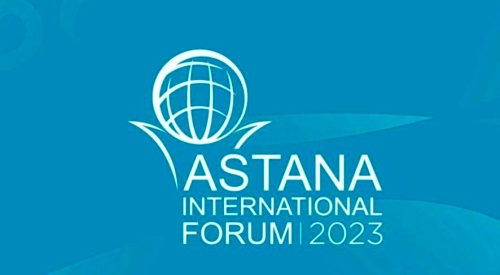 ASTANA
INTERNATIONAL
FORUM | 2023